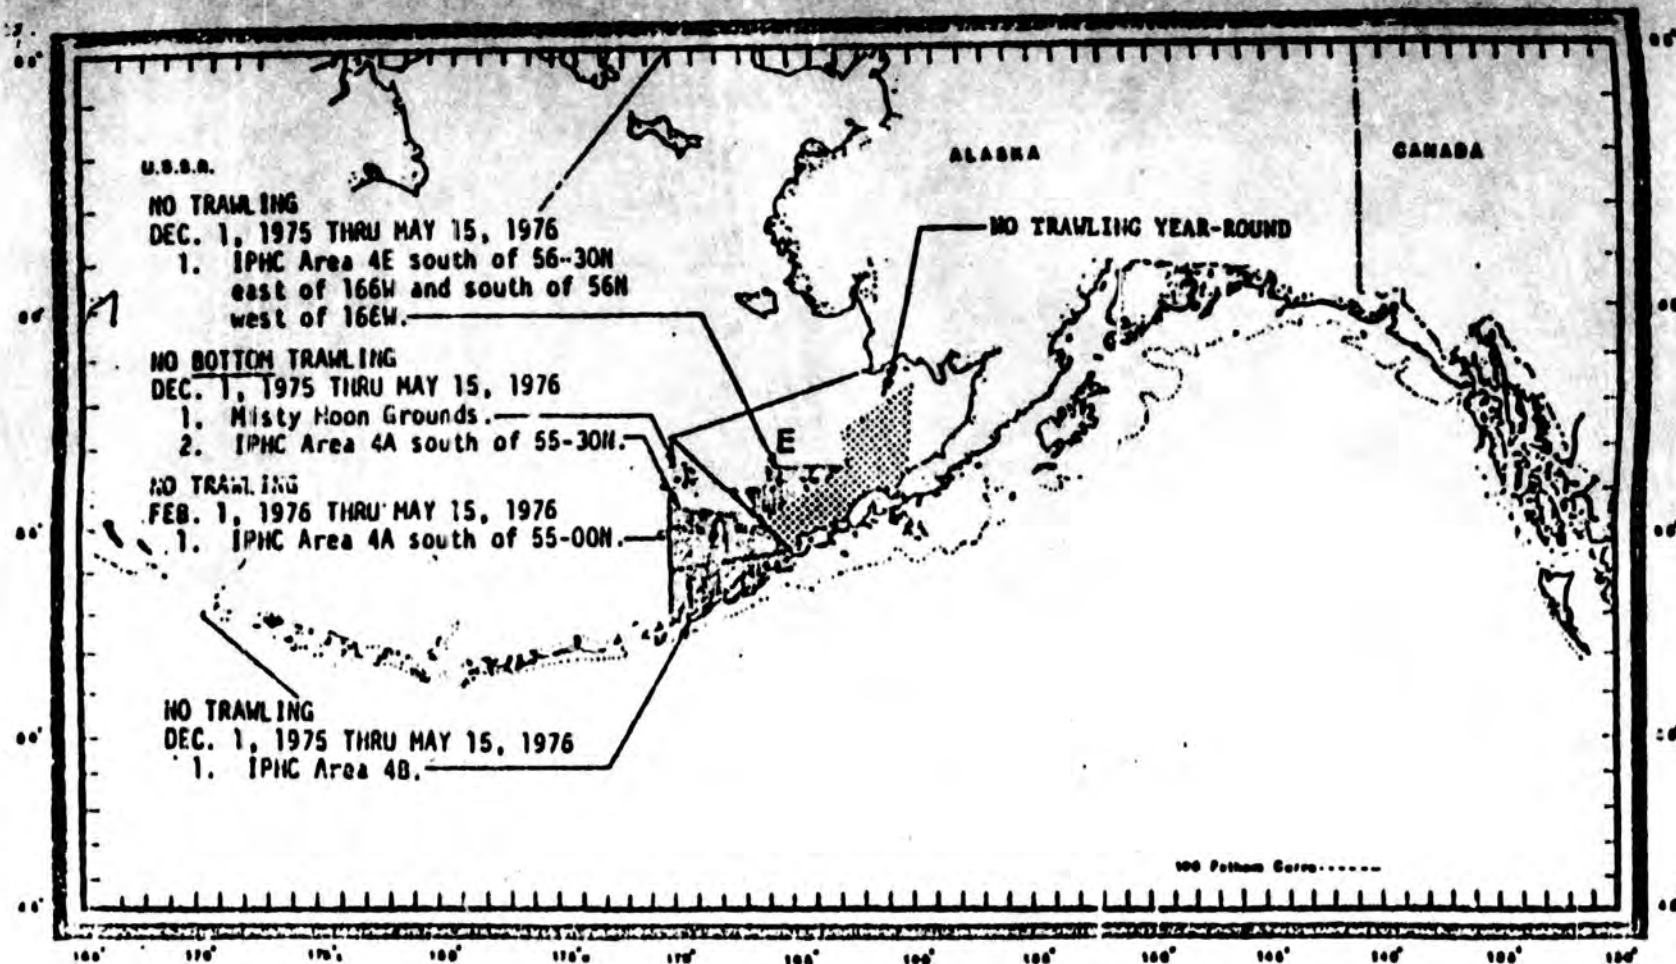 U.S.S.R.
ALASKA
CANADA
NO TRAWLING
DEC. 1, 1975 THRU MAY 15, 1976
1. IPHC Area 4E south of 56-30N
east of 166W and south of 56N
west of 166W.
NO TRAWLING YEAR-ROUND
NO BOTTOM TRAWLING
DEC. 1, 1975 THRU MAY 15, 1976
1. Misty Moon Grounds.
2. IPHC Area 4A south of 55-30N.
E
NO TRAWLING
FEB. 1, 1976 THRU MAY 15, 1976
1. IPHC Area 4A south of 55-00N.
NO TRAWLING
DEC. 1, 1975 THRU MAY 15, 1976
1. IPHC Area 4B.
100 Fathom
170°
175°